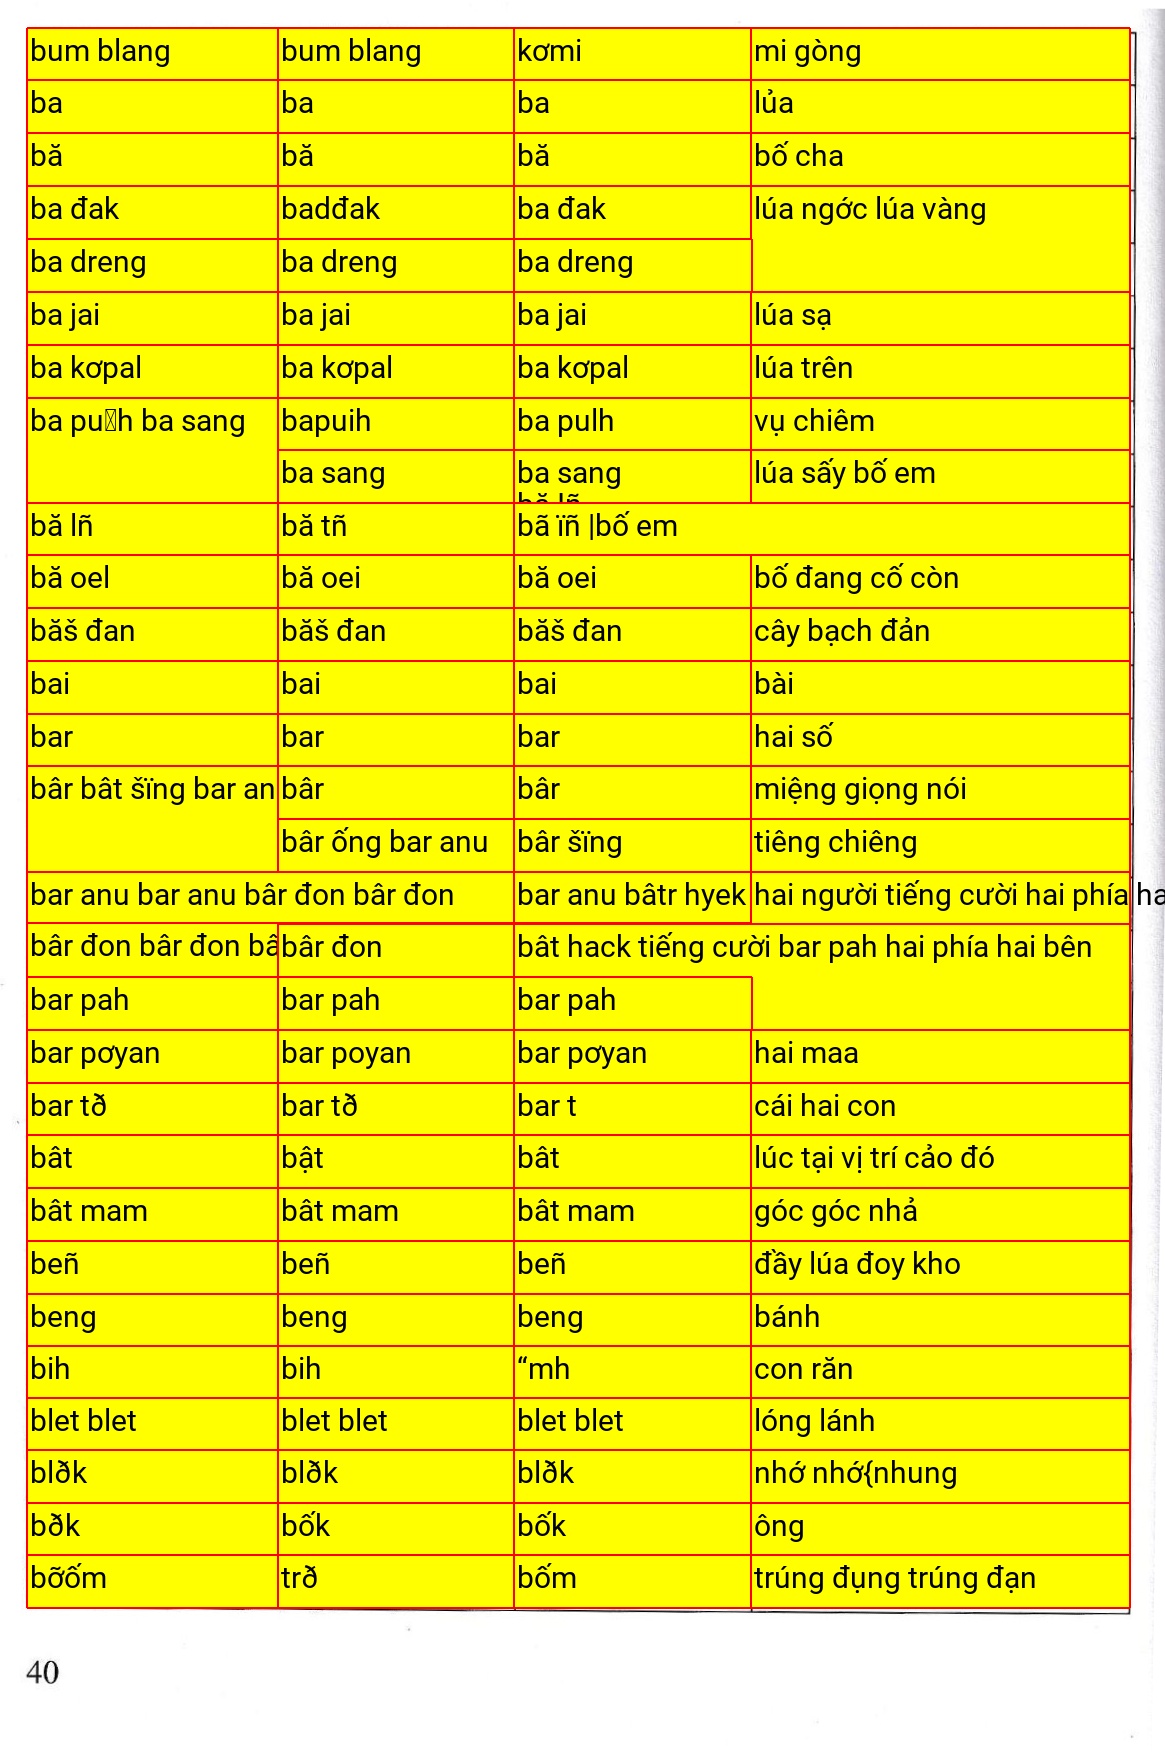 bum blang bum blang kơmi mi gòng
ba ba ba lủa
bă bă bă bố cha
ba đak badđak ba đak lúa ngớc lúa vàng
ba dreng ba dreng ba dreng
ba jai ba jai ba jai lúa sạ
ba kơpal ba kơpal ba kơpal lúa trên
ba pu▯h ba sang bapuih ba pulh vụ chiêm
ba sang ba sang lúa sấy bố em
bă lñ bă tñ bã ïñ |bố em
bă oel bă oei bă oei bố đang cố còn
băš đan băš đan băš đan cây bạch đản
bai bai bai bài
bar bar bar hai số
bâr bât šïng bar an bâr bâr miệng giọng nói
bâr ống bar anu bâr šïng tiêng chiêng
bar anu bar anu bâr đon bâr đon bar anu bâtr hyek hai người tiếng cười hai phía ha
bâr đon bâr đon bâ bâr đon bât hack tiếng cười bar pah hai phía hai bên
bar pah bar pah bar pah
bar pơyan bar poyan bar pơyan hai maa
bar tð bar tð bar t cái hai con
bât bật bât lúc tại vị trí cảo đó
bât mam bât mam bât mam góc góc nhả
beñ beñ beñ đầy lúa đoy kho
beng beng beng bánh
bih bih “mh con răn
blet blet blet blet blet blet lóng lánh
blðk blðk blðk nhớ nhớ{nhung
bðk bốk bốk ông
bỡốm trð bốm trúng đụng trúng đạn
40